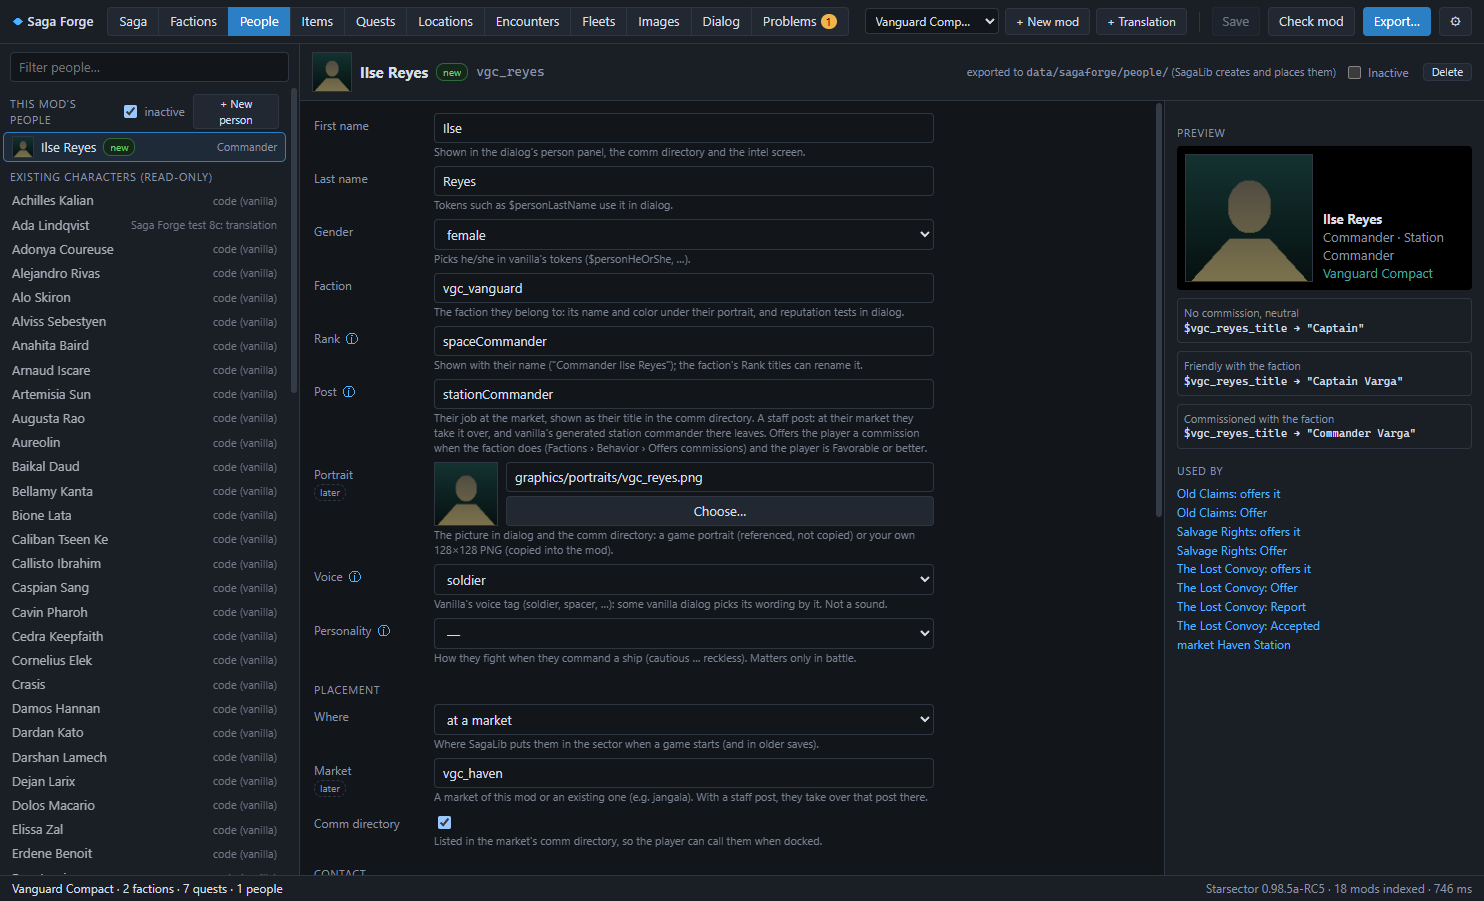 Saga Forge
Saga
Factions
People
Items
Quests
Locations
Encounters
Fleets
Images
Dialog
Problems 1
Vanguard Comp...
+ New mod
+ Translation
Save
Check mod
Export...
Filter people...
THIS MOD'S PEOPLE
inactive
+ New person
Ilse Reyes new Commander
EXISTING CHARACTERS (READ-ONLY)
Achilles Kalian code (vanilla)
Ada Lindqvist Saga Forge test 8c: translation
Adonya Coureuse code (vanilla)
Alejandro Rivas code (vanilla)
Alo Skiron code (vanilla)
Alviss Sebestyen code (vanilla)
Anahita Baird code (vanilla)
Arnaud Iscare code (vanilla)
Artemisia Sun code (vanilla)
Augusta Rao code (vanilla)
Aureolin code (vanilla)
Baikal Daud code (vanilla)
Bellamy Kanta code (vanilla)
Bione Lata code (vanilla)
Caliban Tseen Ke code (vanilla)
Callisto Ibrahim code (vanilla)
Caspian Sang code (vanilla)
Cavin Pharoh code (vanilla)
Cedra Keepfaith code (vanilla)
Cornelius Elek code (vanilla)
Crasis code (vanilla)
Damos Hannan code (vanilla)
Dardan Kato code (vanilla)
Darshan Lamech code (vanilla)
Dejan Larix code (vanilla)
Dolos Macario code (vanilla)
Elissa Zal code (vanilla)
Erdene Benoit code (vanilla)
Ilse Reyes new vgc_reyes
exported to data/sagaforge/people/ (SagaLib creates and places them)
Inactive
Delete
First name
Ilse
Shown in the dialog's person panel, the comm directory and the intel screen.
Last name
Reyes
Tokens such as $personLastName use it in dialog.
Gender
female
Picks he/she in vanilla's tokens ($personHeOrShe, ...).
Faction
vgc_vanguard
The faction they belong to: its name and color under their portrait, and reputation tests in dialog.
Rank
spaceCommander
Shown with their name ("Commander Ilse Reyes"); the faction's Rank titles can rename it.
Post
stationCommander
Their job at the market, shown as their title in the comm directory. A staff post: at their market they
take it over, and vanilla's generated station commander there leaves. Offers the player a commission
when the faction does (Factions › Behavior › Offers commissions) and the player is Favorable or better.
Portrait
later
graphics/portraits/vgc_reyes.png
Choose...
The picture in dialog and the comm directory: a game portrait (referenced, not copied) or your own
128×128 PNG (copied into the mod).
Voice
soldier
Vanilla's voice tag (soldier, spacer, ...): some vanilla dialog picks its wording by it. Not a sound.
Personality
—
How they fight when they command a ship (cautious ... reckless). Matters only in battle.
PLACEMENT
Where
at a market
Where SagaLib puts them in the sector when a game starts (and in older saves).
Market
later
vgc_haven
A market of this mod or an existing one (e.g. jangala). With a staff post, they take over that post there.
Comm directory
Listed in the market's comm directory, so the player can call them when docked.
CONTACT
PREVIEW
Ilse Reyes
Commander · Station
Commander
Vanguard Compact
No commission, neutral
$vgc_reyes_title → "Captain"
Friendly with the faction
$vgc_reyes_title → "Captain Varga"
Commissioned with the faction
$vgc_reyes_title → "Commander Varga"
USED BY
Old Claims: offers it
Old Claims: Offer
Salvage Rights: offers it
Salvage Rights: Offer
The Lost Convoy: offers it
The Lost Convoy: Offer
The Lost Convoy: Report
The Lost Convoy: Accepted
market Haven Station
Vanguard Compact · 2 factions · 7 quests · 1 people
Starsector 0.98.5a-RC5 · 18 mods indexed · 746 ms